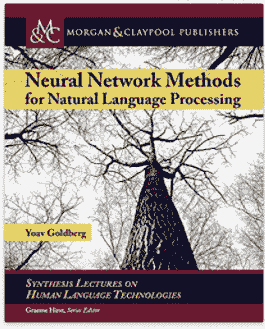 M
&C
MORGAN & CLAYPOOL PUBLISHERS
Neural Network Methods
for Natural Language Processing
Yoav Goldberg
SYNTHESIS LECTURES ON
HUMAN LANGUAGE TECHNOLOGIES
Graeme Hirst, Series Editor